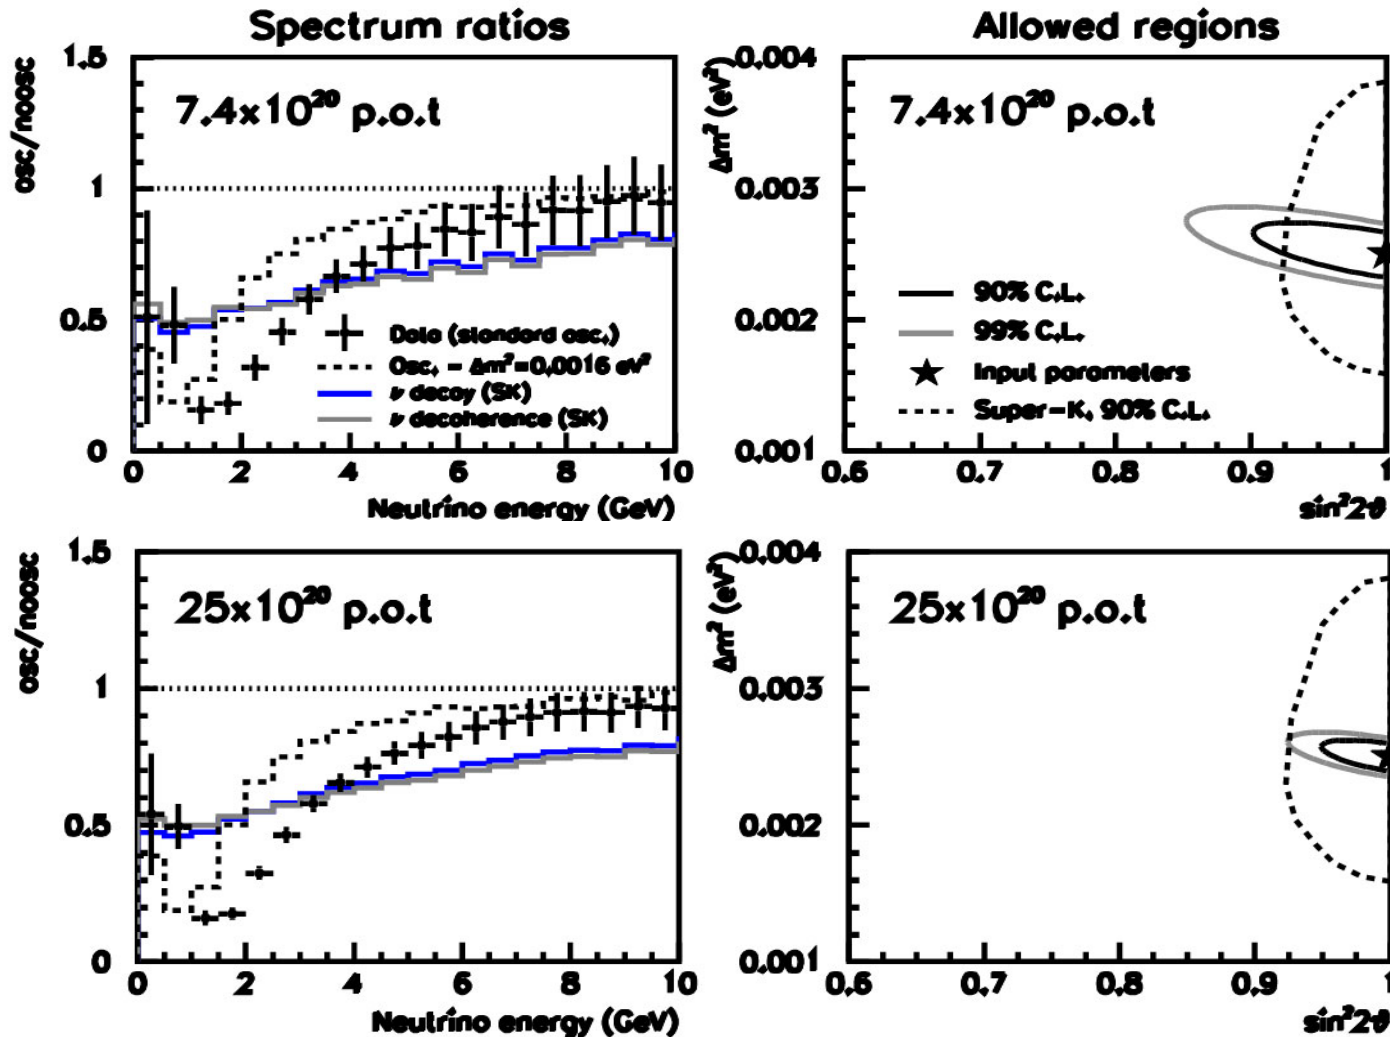 Spectrum ratios
Allowed regions
osc/noosc
1.5
1
0.5
0
7.4x10²⁰ p.o.t
Data (standard osc.)
Osc. - Δm²=0.0016 eV²
ν decay (SK)
ν decoherence (SK)
0 2 4 6 8 10
Neutrino energy (GeV)
Δm² (eV²)
0.004
0.003
0.002
0.001
7.4x10²⁰ p.o.t
90% C.L.
99% C.L.
Input parameters
Super-K, 90% C.L.
0.6 0.7 0.8 0.9 1
sin²2ϑ
osc/noosc
1.5
1
0.5
0
25x10²⁰ p.o.t
0 2 4 6 8 10
Neutrino energy (GeV)
Δm² (eV²)
0.004
0.003
0.002
0.001
25x10²⁰ p.o.t
0.6 0.7 0.8 0.9 1
sin²2ϑ